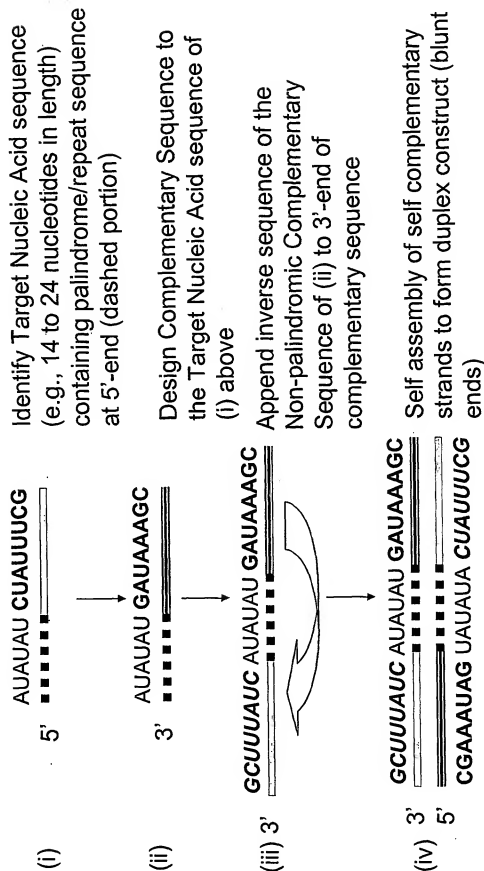 AUAUAU CUAUUUCG
(i) 5’
Identify Target Nucleic Acid sequence
(e.g., 14 to 24 nucleotides in length)
containing palindrome/repeat sequence
at 5’-end (dashed portion)
AUAUAU GAUAAAGC
(ii) 3’
Design Complementary Sequence to
the Target Nucleic Acid sequence of
(i) above
GCUUUAUC AUAUAU GAUAAAGC
(iii) 3’
Append inverse sequence of the
Non-palindromic Complementary
Sequence of (ii) to 3’-end of
complementary sequence
GCUUUAUC AUAUAU GAUAAAGC
(iv) 3’
5’
CGAAAUAG UAUAUA CUAUUUCG
Self assembly of self complementary
strands to form duplex construct (blunt
ends)